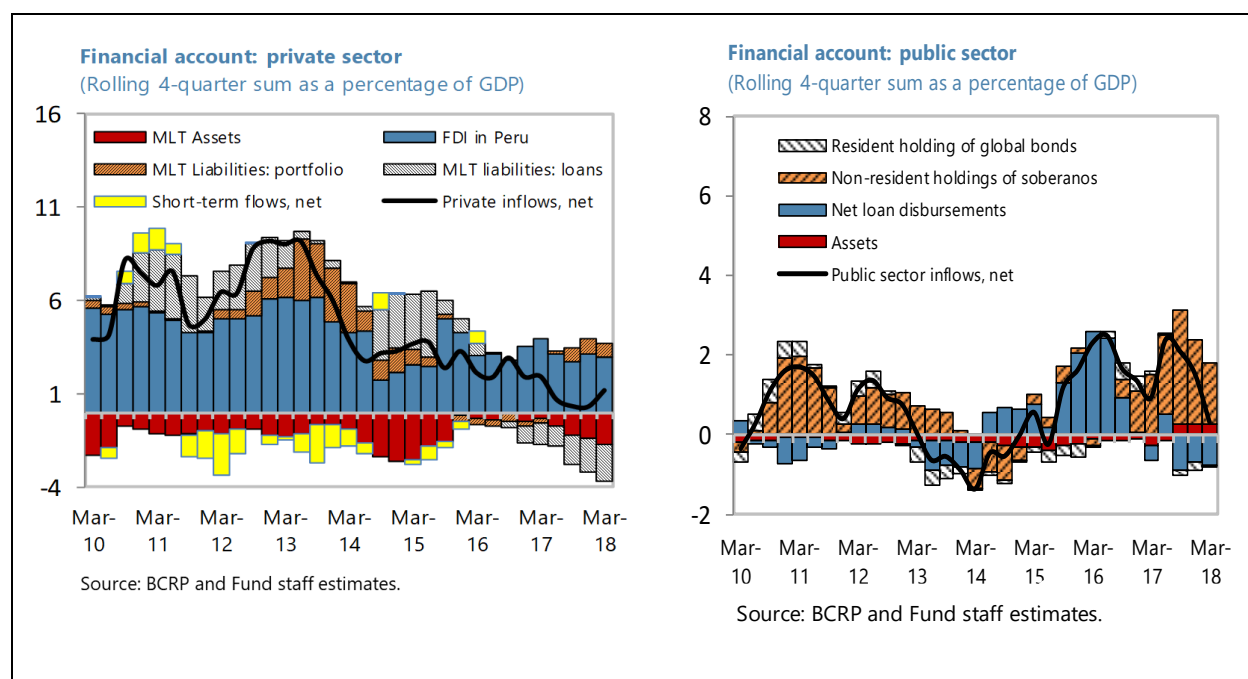 Financial account: private sector
(Rolling 4-quarter sum as a percentage of GDP)
16
11
6
1
-4
MLT Assets
FDI in Peru
MLT Liabilities: portfolio
MLT liabilities: loans
Short-term flows, net
Private inflows, net
Mar-10
Mar-11
Mar-12
Mar-13
Mar-14
Mar-15
Mar-16
Mar-17
Mar-18
Source: BCRP and Fund staff estimates.
Financial account: public sector
(Rolling 4-quarter sum as a percentage of GDP)
8
6
4
2
0
-2
Resident holding of global bonds
Non-resident holdings of soberanos
Net loan disbursements
Assets
Public sector inflows, net
Mar-10
Mar-11
Mar-12
Mar-13
Mar-14
Mar-15
Mar-16
Mar-17
Mar-18
Source: BCRP and Fund staff estimates.